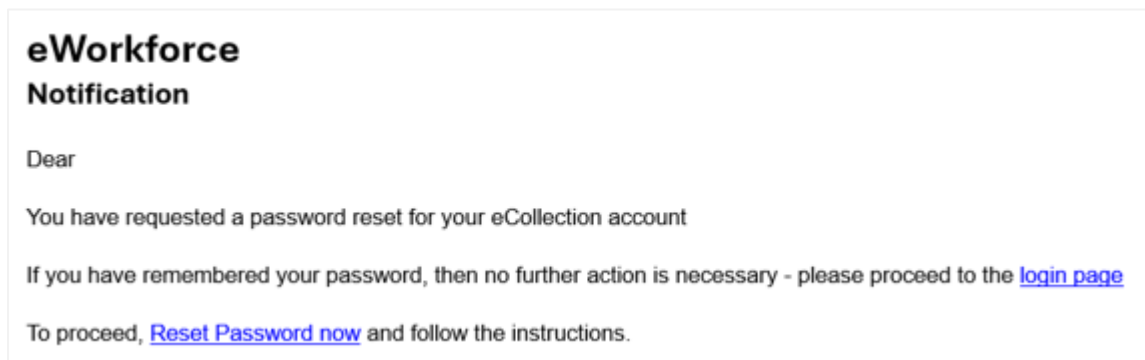 eWorkforce
Notification
Dear
You have requested a password reset for your eCollection account
If you have remembered your password, then no further action is necessary - please proceed to the login page
To proceed, Reset Password now and follow the instructions.